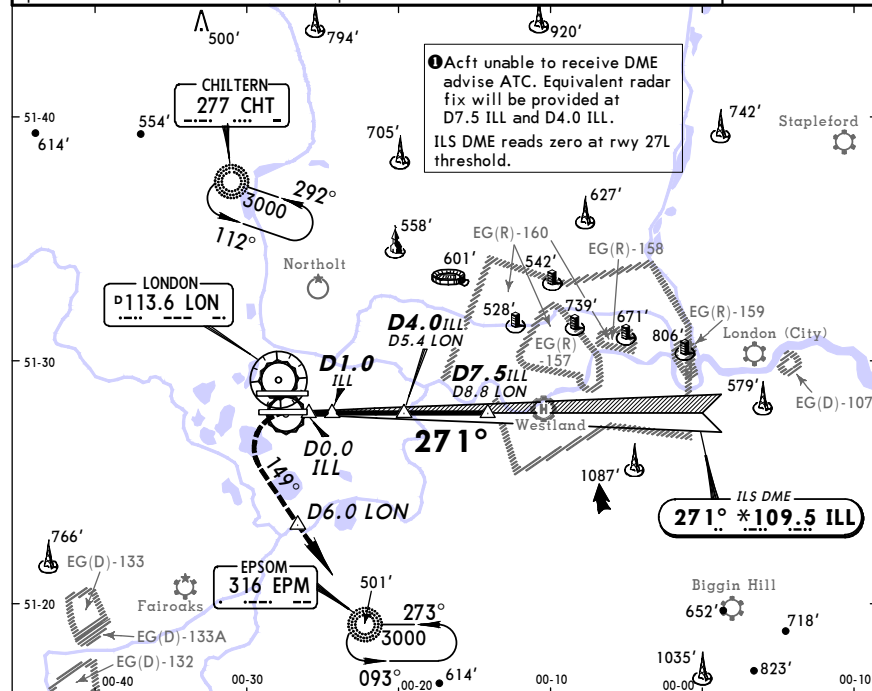 500'
794'
920'
❶Acft unable to receive DME
advise ATC. Equivalent radar
fix will be provided at
D7.5 ILL and D4.0 ILL.
ILS DME reads zero at rwy 27L
threshold.
CHILTERN
277 CHT
51-40
614'
554'
705'
742'
Stapleford
292°
3000
112°
627'
558'
601'
Northolt
EG(R)-160
EG(R)-158
542'
LONDON
D113.6 LON
528'
739'
671'
EG(R)-159
806'
London (City)
EG(R)
-157
51-30
D4.0 ILL
D5.4 LON
D1.0
ILL
D7.5 ILL
D8.8 LON
579'
EG(D)-107
H
Westland
271°
D0.0
ILL
149°
1087'
ILS DME
271° *109.5 ILL
D6.0 LON
766'
EG(D)-133
EPSOM
316 EPM
501'
Fairoaks
51-20
273°
3000
093°
Biggin Hill
652'
718'
EG(D)-133A
EG(D)-132
614'
1035'
823'
00-40
00-30
00-20
00-10
00-00
00-10